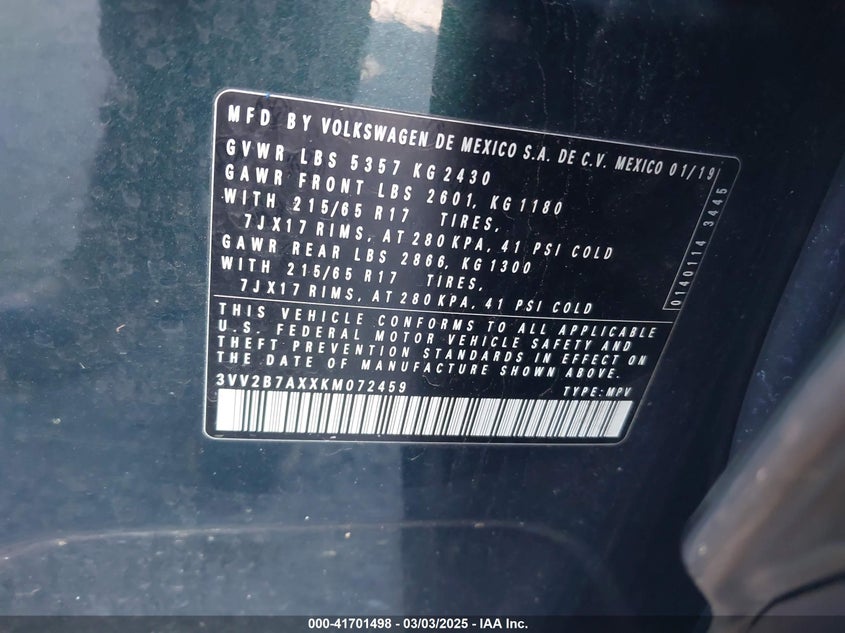 MFD BY VOLKSWAGEN DE MEXICO S.A. DE C.V. MEXICO 01/19
GVWR LBS 5357 KG 2430
GAWR FRONT LBS 2601, KG 1180
WITH 215/65 R17 TIRES,
7JX17 RIMS, AT 280 KPA, 41 PSI COLD
GAWR REAR LBS 2866, KG 1300
WITH 215/65 R17 TIRES,
7JX17 RIMS, AT 280 KPA, 41 PSI COLD
0140114 3445
THIS VEHICLE CONFORMS TO ALL APPLICABLE
U.S. FEDERAL MOTOR VEHICLE SAFETY AND
THEFT PREVENTION STANDARDS IN EFFECT ON
THE DATE OF MANUFACTURE SHOWN ABOVE.
3VV2B7AXXKM072459 TYPE: MPV
000-41701498 - 03/03/2025 - IAA Inc.